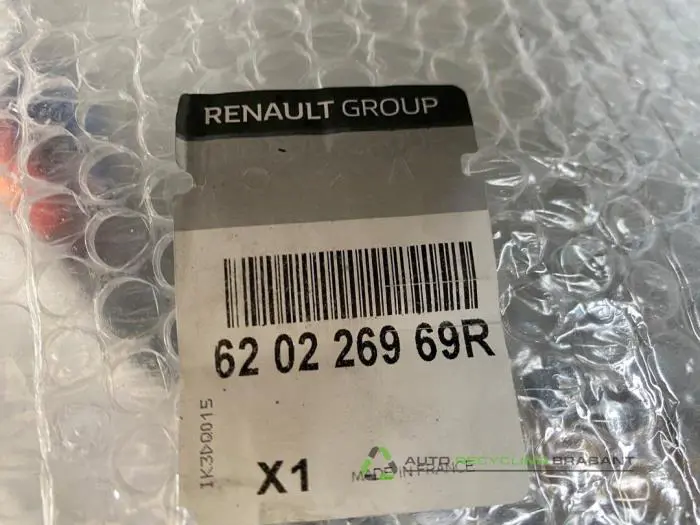 RENAULT GROUP
62 02 269 69R
1K3D0015
X1
MADE IN FRANCE
AUTO RECYCLING BRABANT